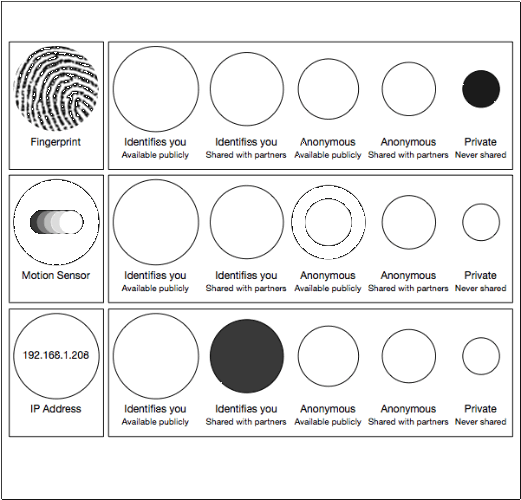 Fingerprint
Identifies you Identifies you Anonymous Anonymous Private
Available publicly Shared with partners Available publicly Shared with partners Never shared
Motion Sensor
Identifies you Identifies you Anonymous Anonymous Private
Available publicly Shared with partners Available publicly Shared with partners Never shared
192.168.1.208
IP Address
Identifies you Identifies you Anonymous Anonymous Private
Available publicly Shared with partners Available publicly Shared with partners Never shared